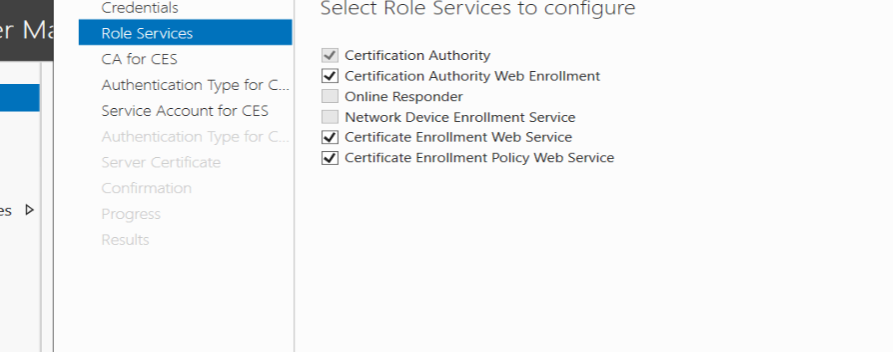 Credentials
Select Role Services to configure
er Ma
Role Services
CA for CES
Authentication Type for C...
Service Account for CES
Authentication Type for C...
Server Certificate
Confirmation
Progress
Results
Certification Authority
Certification Authority Web Enrollment
Online Responder
Network Device Enrollment Service
Certificate Enrollment Web Service
Certificate Enrollment Policy Web Service
es